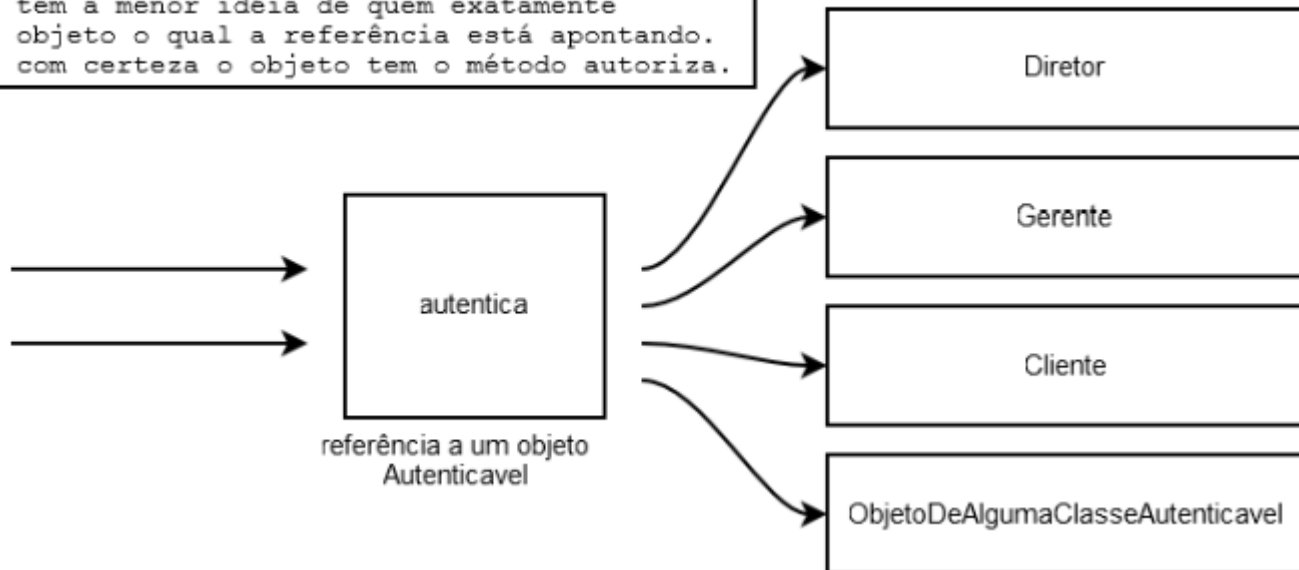 tem a menor ideia de quem exatamente
objeto o qual a referência está apontando.
com certeza o objeto tem o método autoriza.
Diretor
Gerente
autentica
Cliente
referência a um objeto
Autenticavel
ObjetoDeAlgumaClasseAutenticavel